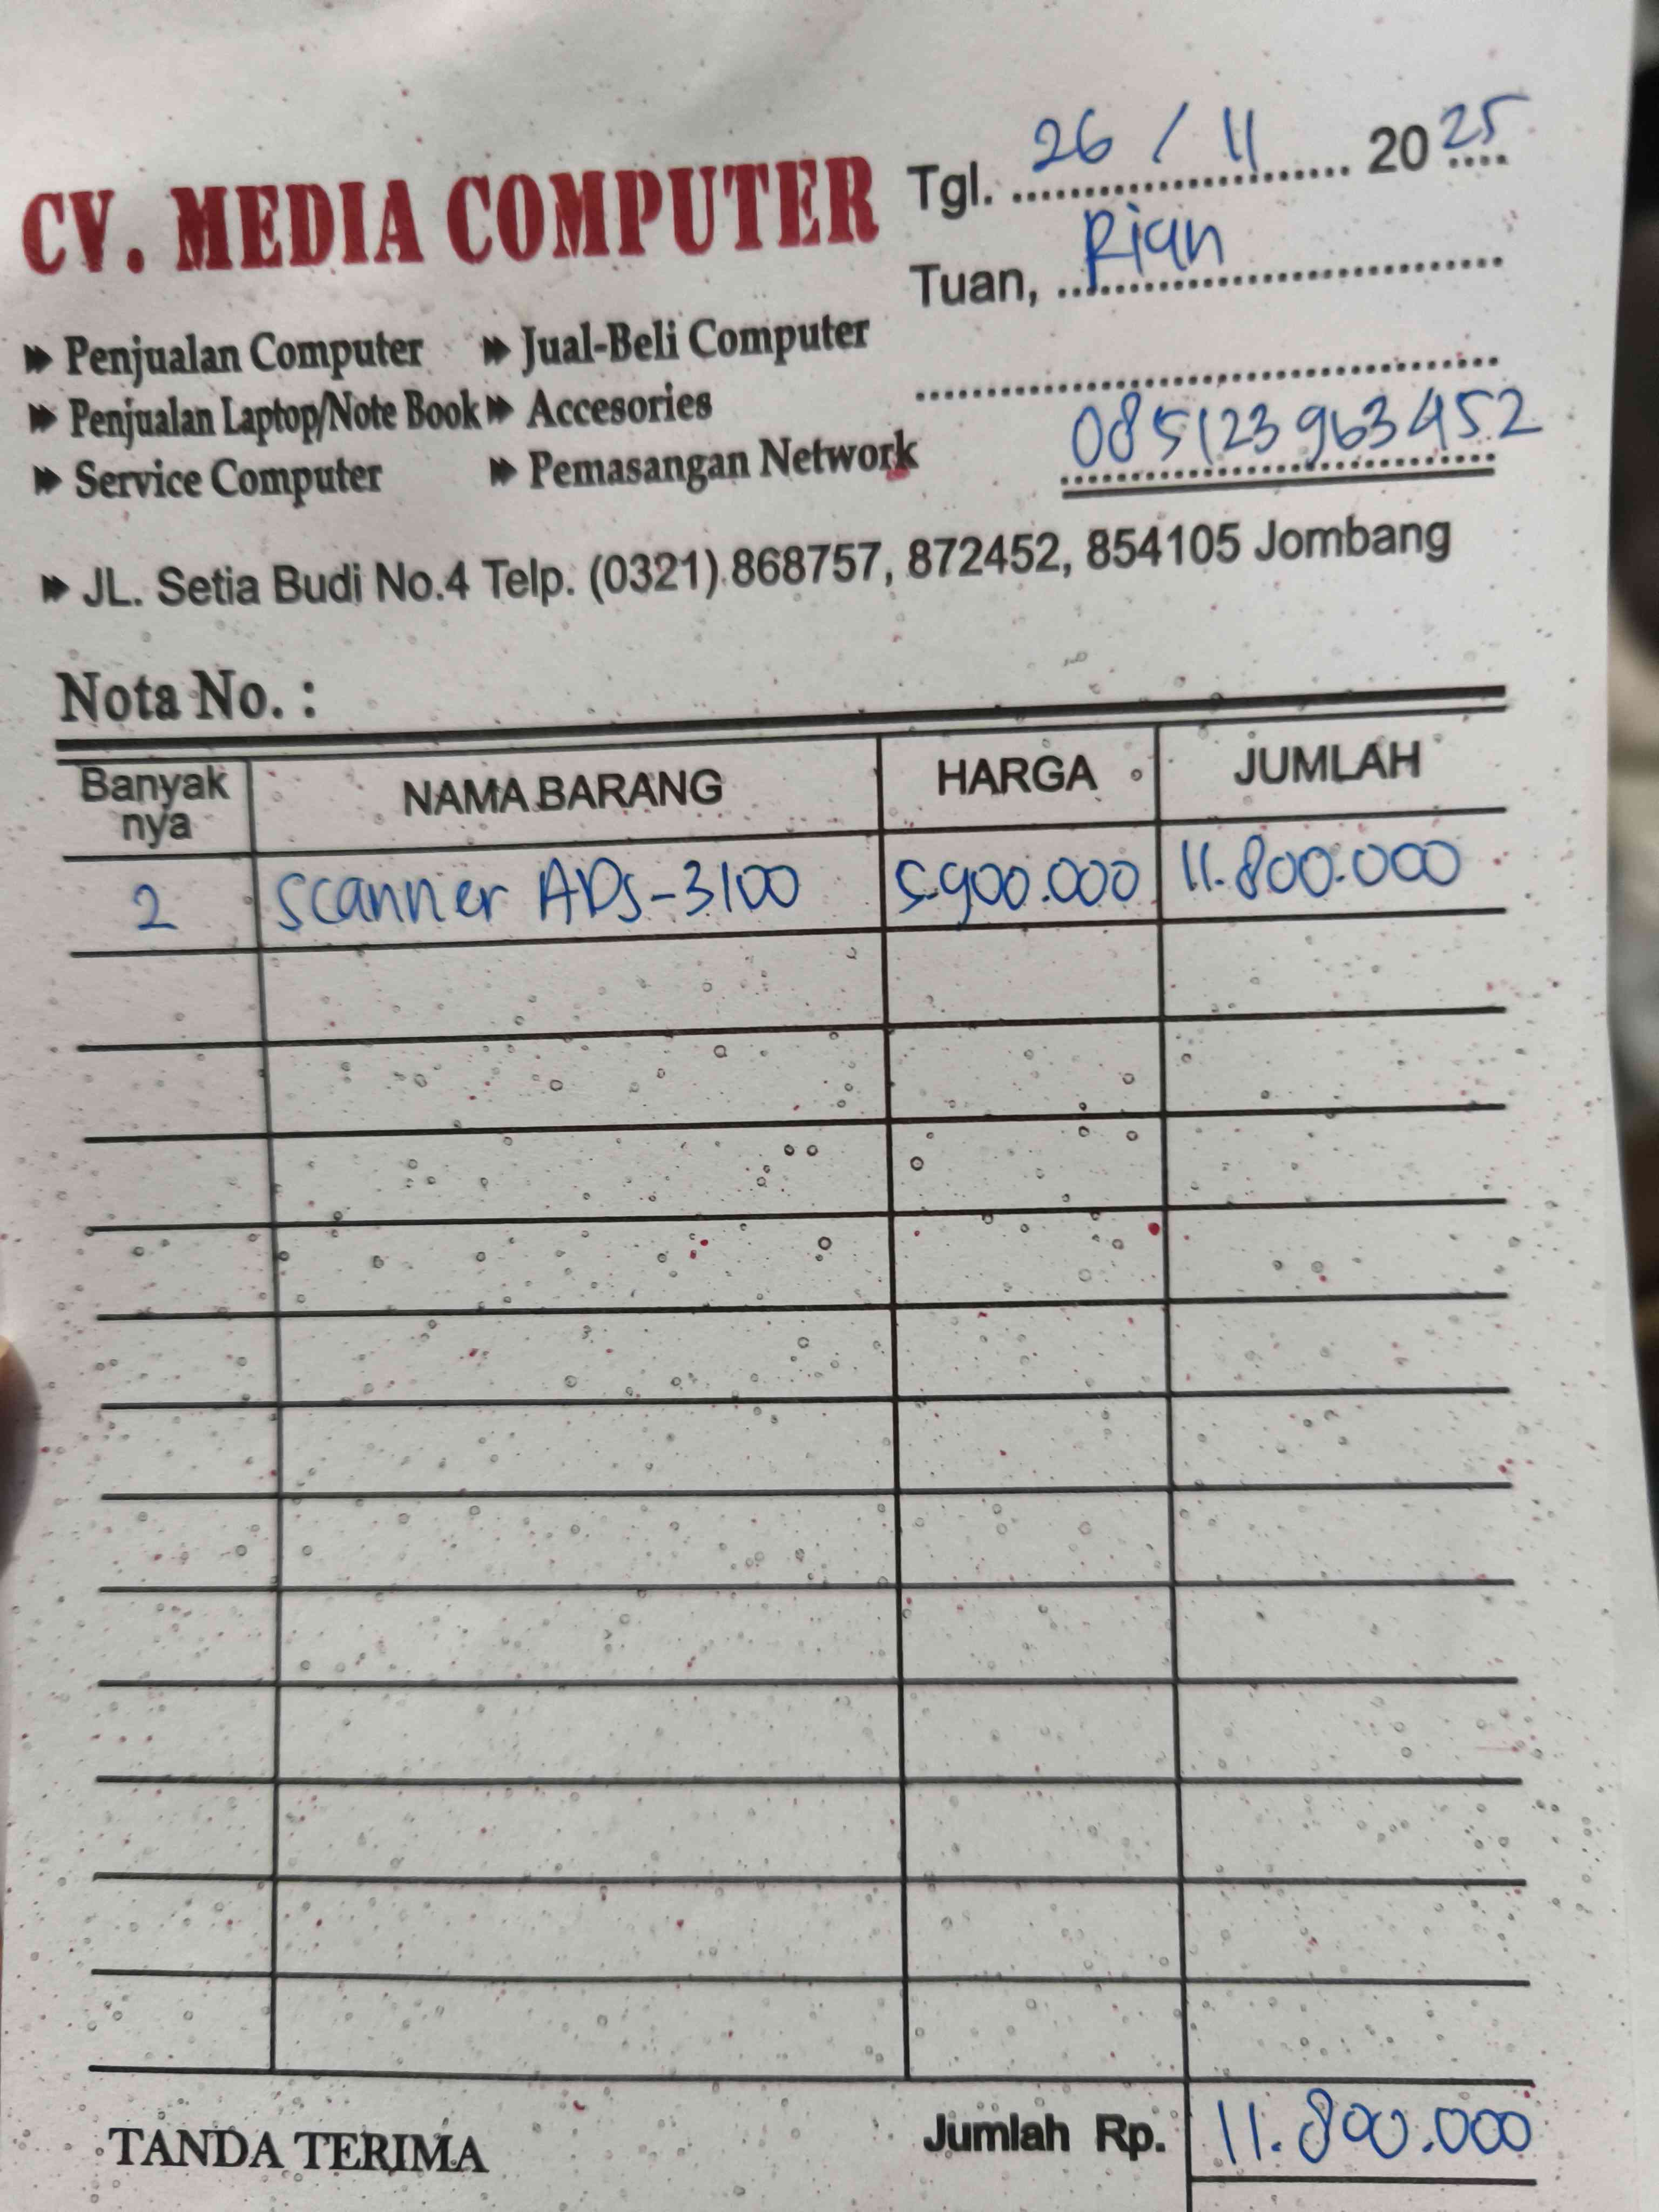 CV. MEDIA COMPUTER
Tgl. 26 / 11 2025
Tuan, Rian
085123963452
Penjualan Computer Jual-Beli Computer
Penjualan Laptop/Note Book Accesories
Service Computer Pemasangan Network
JL. Setia Budi No.4 Telp. (0321) 868757, 872452, 854105 Jombang
Nota No. :
Banyak nya NAMA BARANG HARGA JUMLAH
2 Scanner ADS-3100 5.900.000 11.800.000
TANDA TERIMA Jumlah Rp. 11.800.000